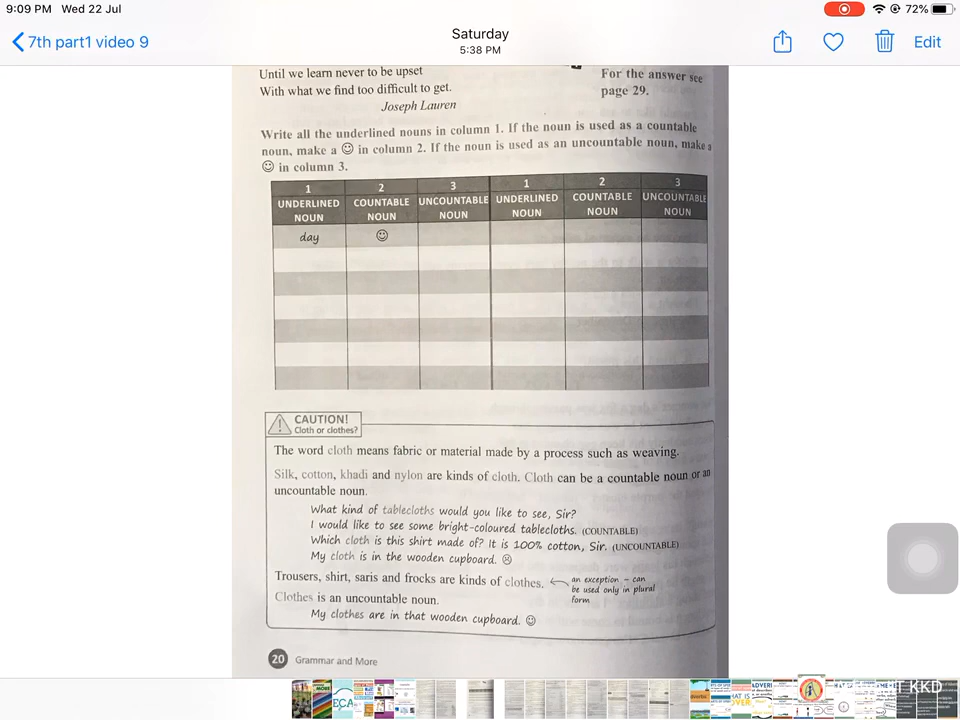 9:09 PM Wed 22 Jul
72%
7th part1 video 9
Saturday
5:38 PM
Edit
Until we learn never to be upset
With what we find too difficult to get.
Joseph Lauren
For the answer see
page 29.
Write all the underlined nouns in column 1. If the noun is used as a countable
noun, make a ☺ in column 2. If the noun is used as an uncountable noun, make a
☺ in column 3.
1 2 3 1 2 3
UNDERLINED COUNTABLE UNCOUNTABLE UNDERLINED COUNTABLE UNCOUNTABLE
NOUN NOUN NOUN NOUN NOUN NOUN
day ☺
CAUTION!
Cloth or clothes?
The word cloth means fabric or material made by a process such as weaving.
Silk, cotton, khadi and nylon are kinds of cloth. Cloth can be a countable noun or an
uncountable noun.
What kind of tablecloths would you like to see, Sir?
I would like to see some bright-coloured tablecloths. (COUNTABLE)
Which cloth is this shirt made of? It is 100% cotton, Sir. (UNCOUNTABLE)
My cloth is in the wooden cupboard. ☹
Trousers, shirt, saris and frocks are kinds of clothes.
an exception – can
be used only in plural
form
Clothes is an uncountable noun.
My clothes are in that wooden cupboard. ☺
20 Grammar and More
KKD